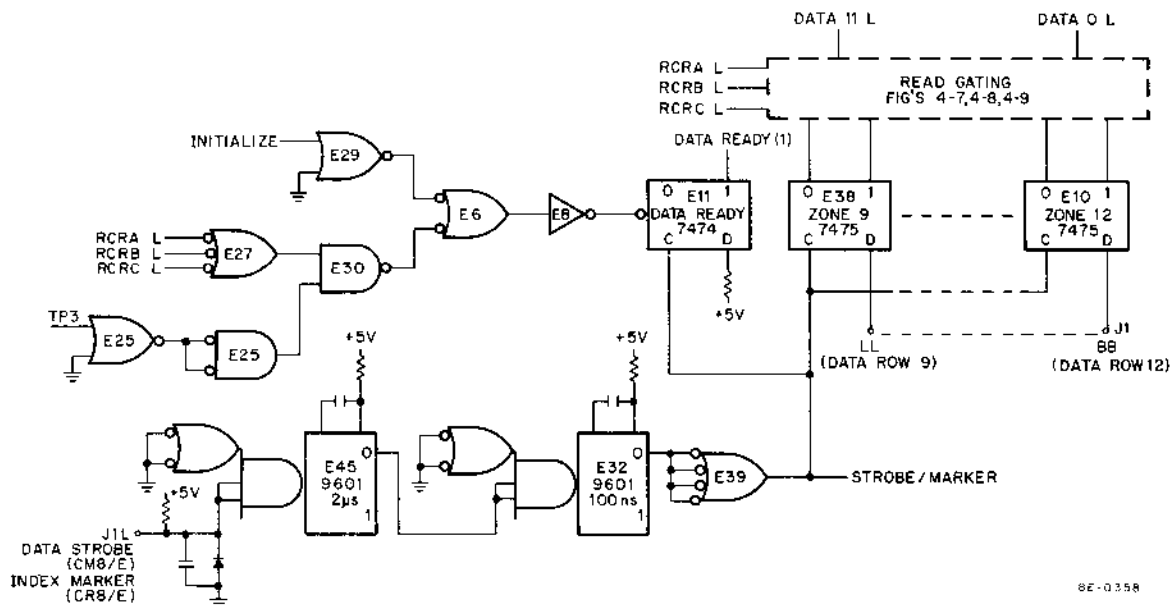 DATA 11 L
DATA 0 L
RCRA L
RCRB L
RCRC L
READ GATING
FIG'S 4-7,4-8,4-9
INITIALIZE
E29
DATA READY(1)
E6
E8
0 1
E11
DATA READY
7474
C D
+5V
0 1
E38
ZONE 9
7475
C D
0 1
E10
ZONE 12
7475
C D
RCRA L
RCRB L
RCRC L
E27
E30
TP3
E25
E25
LL
(DATA ROW 9)
J1
BB
(DATA ROW 12)
+5V
+5V
E45
9601
2µs
0
1
E32
9601
100ns
0
1
E39
STROBE/MARKER
+5V
J1L
DATA STROBE
(CM8/E)
INDEX MARKER
(CR8/E)
8E-0358